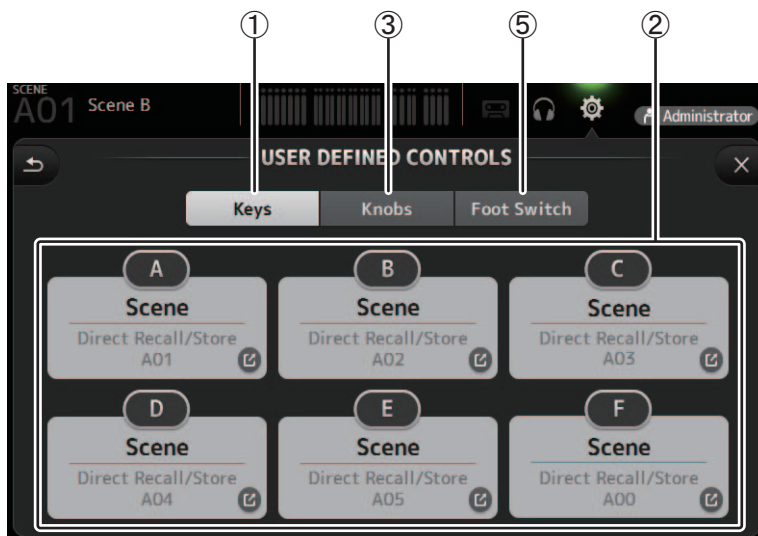 ① ③ ⑤ ②
SCENE
A01 Scene B
Administrator
USER DEFINED CONTROLS
Keys Knobs Foot Switch
A B C
Scene Scene Scene
Direct Recall/Store Direct Recall/Store Direct Recall/Store
A01 A02 A03
D E F
Scene Scene Scene
Direct Recall/Store Direct Recall/Store Direct Recall/Store
A04 A05 A00